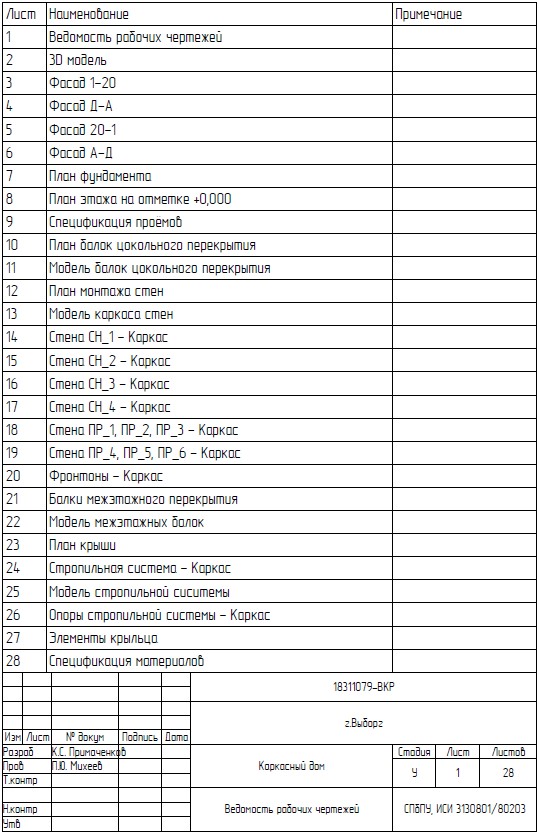 Лист Наименование Примечание
1 Ведомость рабочих чертежей
2 3D модель
3 Фасад 1-20
4 Фасад Д-А
5 Фасад 20-1
6 Фасад А-Д
7 План фундамента
8 План этажа на отметке +0,000
9 Спецификация проемов
10 План балок цокольного перекрытия
11 Модель балок цокольного перекрытия
12 План монтажа стен
13 Модель каркаса стен
14 Стена СН_1 - Каркас
15 Стена СН_2 - Каркас
16 Стена СН_3 - Каркас
17 Стена СН_4 - Каркас
18 Стена ПР_1, ПР_2, ПР_3 - Каркас
19 Стена ПР_4, ПР_5, ПР_6 - Каркас
20 Фронтоны - Каркас
21 Балки межэтажного перекрытия
22 Модель межэтажных балок
23 План крыши
24 Стропильная система - Каркас
25 Модель стропильной сиситемы
26 Опоры стропильной системы - Каркас
27 Элементы крыльца
28 Спецификация материалов
18311079-ВКР
г.Выборг
Изм Лист № докум Подпись Дата
Разраб К.С. Примаченков
Пров П.Ю. Михеев
Т.контр
Н.контр
Утв
Каркасный дом
Стадия Лист Листов
У 1 28
Ведомость рабочих чертежей
СПбПУ, ИСИ 3130801/80203